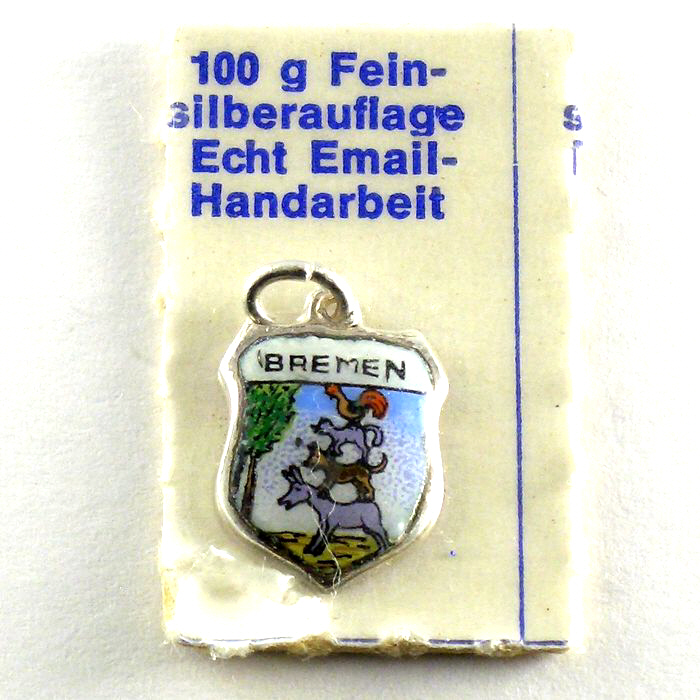 100 g Fein-
silberauflage
Echt Email-
Handarbeit
BREMEN